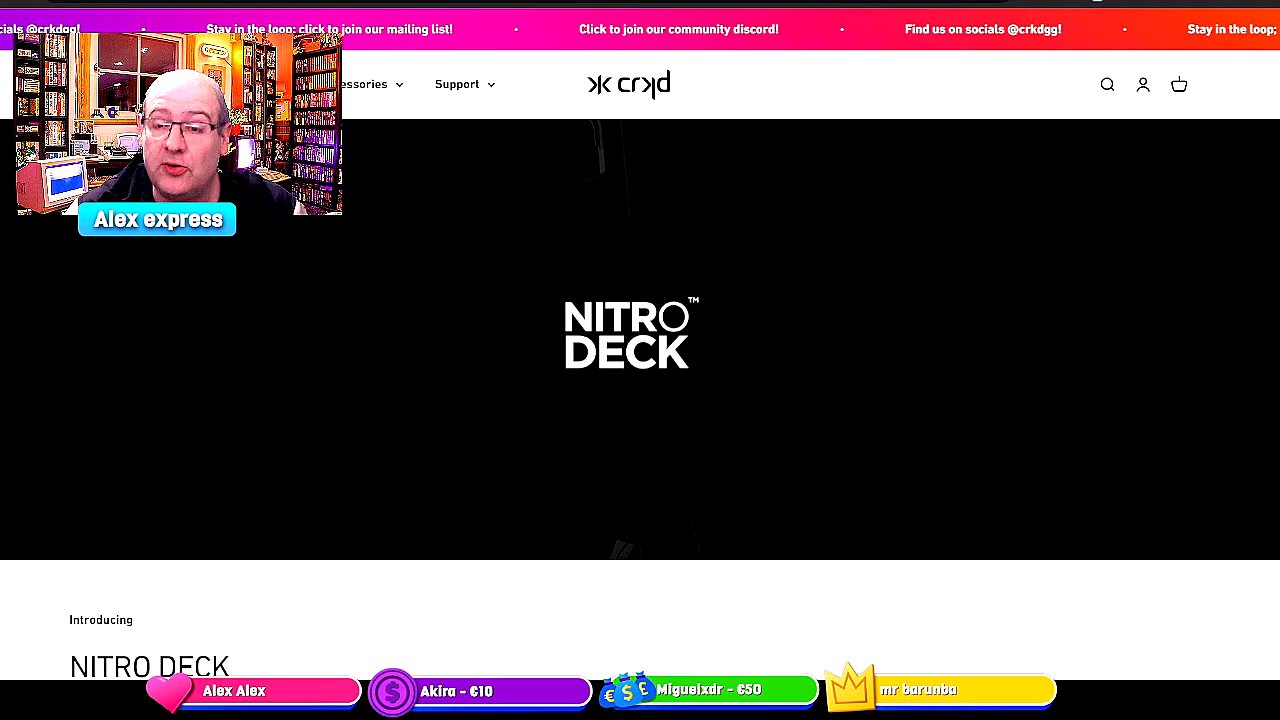 cials @crkdgg!
Stay in the loop; click to join our mailing list!
Click to join our community discord!
Find us on socials @crkdgg!
Stay in the loop;
essories
Support
crkd
Alex express
NITRO™
DECK
Introducing
NITRO DECK
Alex Alex
Akira - €10
Miguelxdr - €50
mr barunba